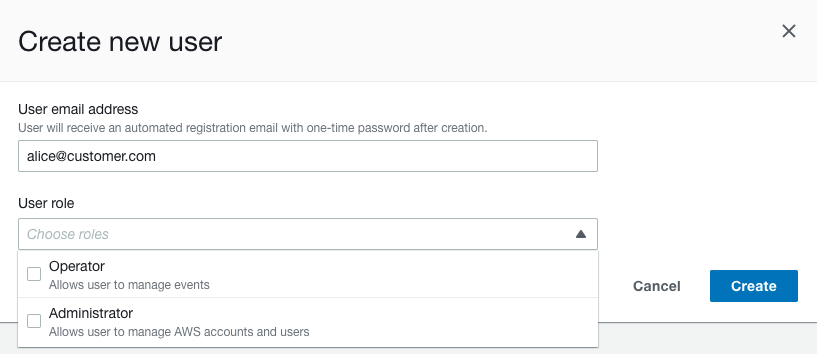 Create new user
User email address
User will receive an automated registration email with one-time password after creation.
alice@customer.com
User role
Choose roles
Operator
Allows user to manage events
Administrator
Allows user to manage AWS accounts and users
Cancel
Create